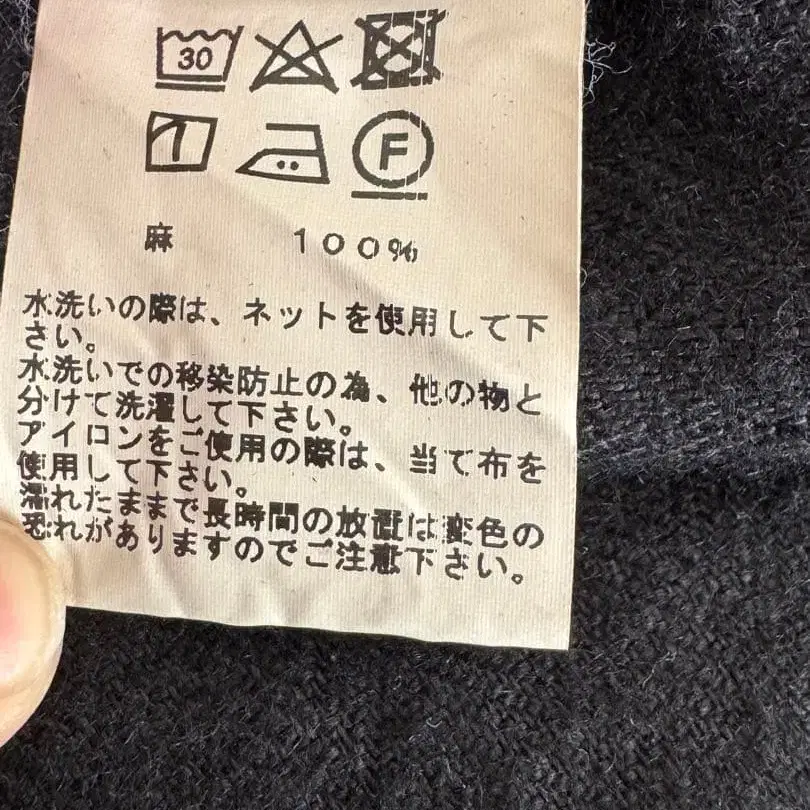 30
F
麻 100%
水洗いの際は、ネットを使用して下
さい。
水洗いでの移染防止の為、他の物と
分けて洗濯して下さい。
アイロンをご使用の際は、当て布を
使用して下さい。
濡れたままで長時間の放置は変色の
恐れがありますのでご注意下さい。